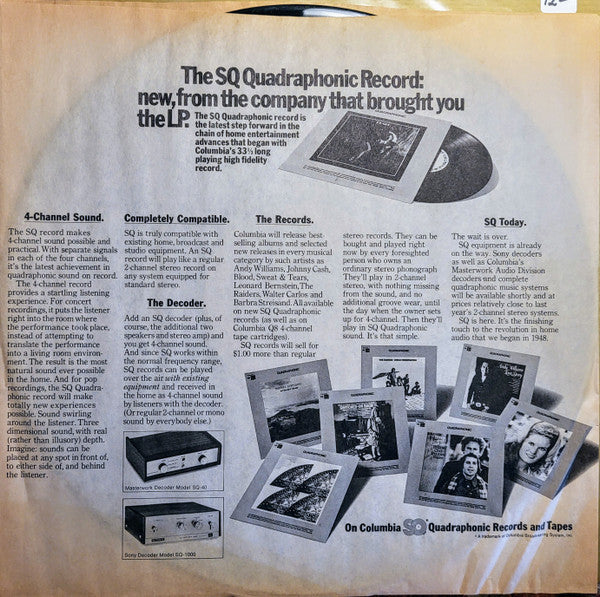 12-
The SQ Quadraphonic Record:
new, from the company that brought you
the LP.
The SQ Quadraphonic record is
the latest step forward in the
chain of home entertainment
advances that began with
Columbia's 33⅓ long
playing high fidelity
record.
QUADRAPHONIC
4-Channel Sound.
The SQ record makes
4-channel sound possible and
practical. With separate signals
in each of the four channels,
it's the latest achievement in
quadraphonic sound on record.
The 4-channel record
provides a startling listening
experience. For concert
recordings, it puts the listener
right into the room where
the performance took place,
instead of attempting to
translate the performance
into a living room environ-
ment. The result is the most
natural sound ever possible
in the home. And for pop
recordings, the SQ Quadra-
phonic record will make
totally new experiences
possible. Sound swirling
around the listener. Three
dimensional sound, with real
(rather than illusory) depth.
Imagine: sounds can be
placed at any spot in front of,
to either side of, and behind
the listener.
Completely Compatible.
SQ is truly compatible with
existing home, broadcast and
studio equipment. An SQ
record will play like a regular
2-channel stereo record on
any system equipped for
standard stereo.
The Decoder.
Add an SQ decoder (plus, of
course, the additional two
speakers and stereo amp) and
you get 4-channel sound.
And since SQ works within
the normal frequency range,
SQ records can be played
over the air with existing
equipment and received in
the home as 4-channel sound
by listeners with the decoder.
(Or regular 2-channel or mono
sound by everybody else.)
Masterwork Decoder Model SQ-40
Sony Decoder Model SQ-1000
The Records.
Columbia will release best-
selling albums and selected
new releases in every musical
category by such artists as
Andy Williams, Johnny Cash,
Blood, Sweat & Tears,
Leonard Bernstein, The
Raiders, Walter Carlos and
Barbra Streisand. All available
on new SQ Quadraphonic
records (as well as on
Columbia Q8 4-channel
tape cartridges).
SQ records will sell for
$1.00 more than regular
stereo records. They can be
bought and played right
now by every foresighted
person who owns an
ordinary stereo phonograph
They'll play in 2-channel
stereo, with nothing missing
from the sound, and no
additional groove wear, until
the day when the owner sets
up for 4-channel. Then they'll
play in SQ Quadraphonic
sound. It's that simple.
SQ Today.
The wait is over.
SQ equipment is already
on the way. Sony decoders
as well as Columbia's
Masterwork Audio Division
decoders and complete
quadraphonic music systems
will be available shortly and at
prices relatively close to last
year's 2-channel stereo systems.
SQ is here. It's the finishing
touch to the revolution in home
audio that we began in 1948.
QUADRAPHONIC
QUADRAPHONIC
QUADRAPHONIC
QUADRAPHONIC
QUADRAPHONIC
QUADRAPHONIC
QUADRAPHONIC
On Columbia SQ* Quadraphonic Records and Tapes
* A trademark of Columbia Broadcasting System, Inc.